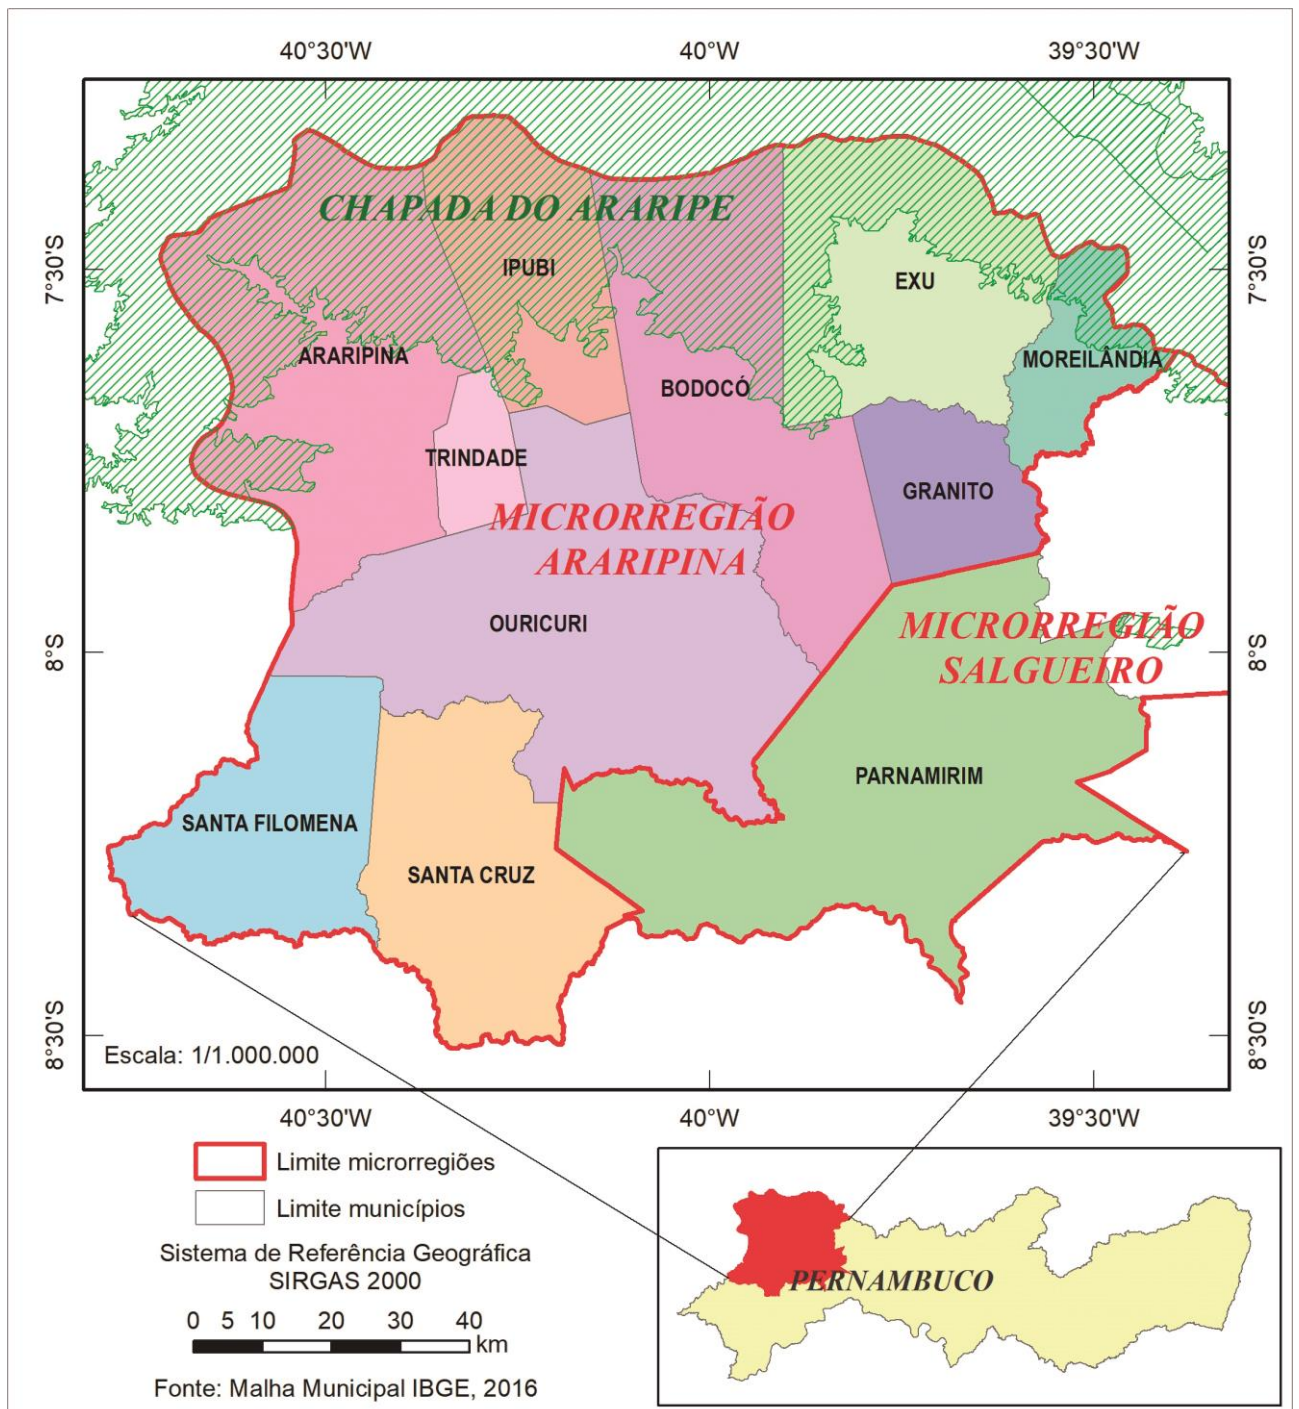 40°30'W 40°W 39°30'W
CHAPADA DO ARARIPE
7°30'S
IPUBI
7°30'S
EXU
ARARIPINA
MOREILÂNDIA
BODOCÓ
TRINDADE
GRANITO
MICRORREGIÃO
ARARIPINA
OURICURI
MICRORREGIÃO
SALGUEIRO
8°S
8°S
PARNAMIRIM
SANTA FILOMENA
SANTA CRUZ
8°30'S
8°30'S
Escala: 1/1.000.000
40°30'W 40°W 39°30'W
Limite microrregiões
Limite municípios
Sistema de Referência Geográfica
SIRGAS 2000
0 5 10 20 30 40
km
Fonte: Malha Municipal IBGE, 2016
PERNAMBUCO